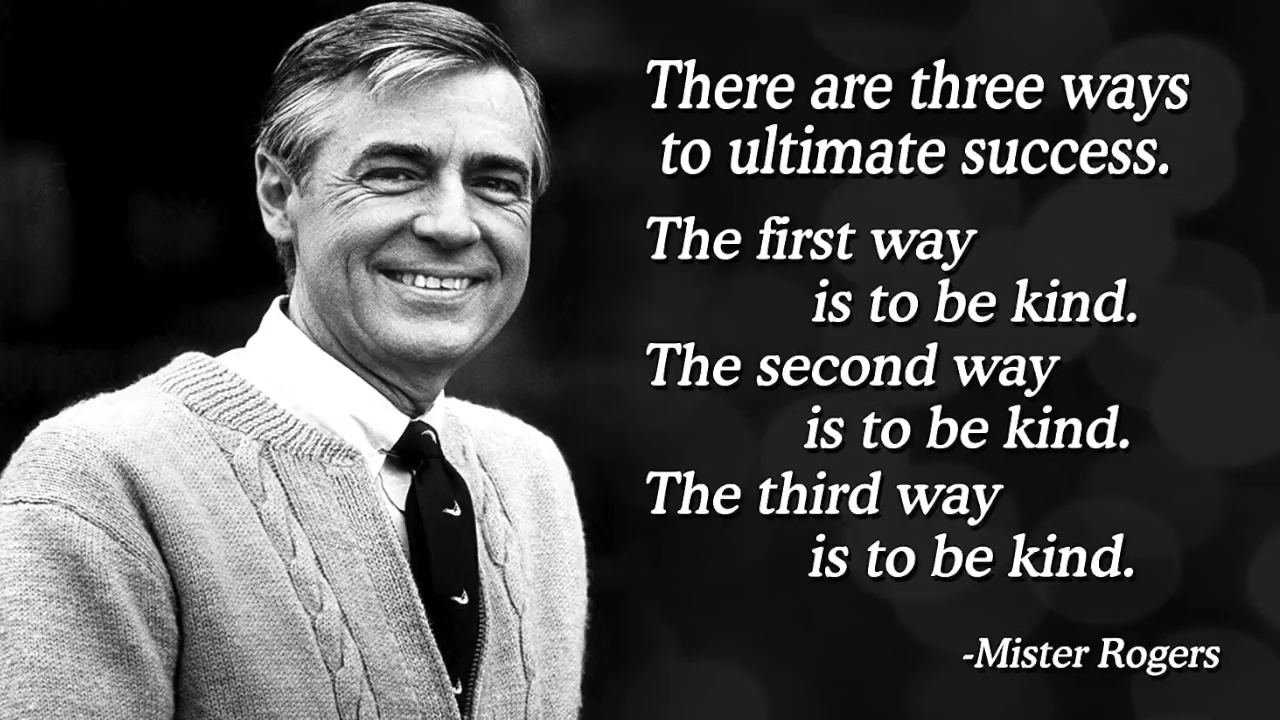 There are three ways
to ultimate success.
The first way
is to be kind.
The second way
is to be kind.
The third way
is to be kind.
-Mister Rogers